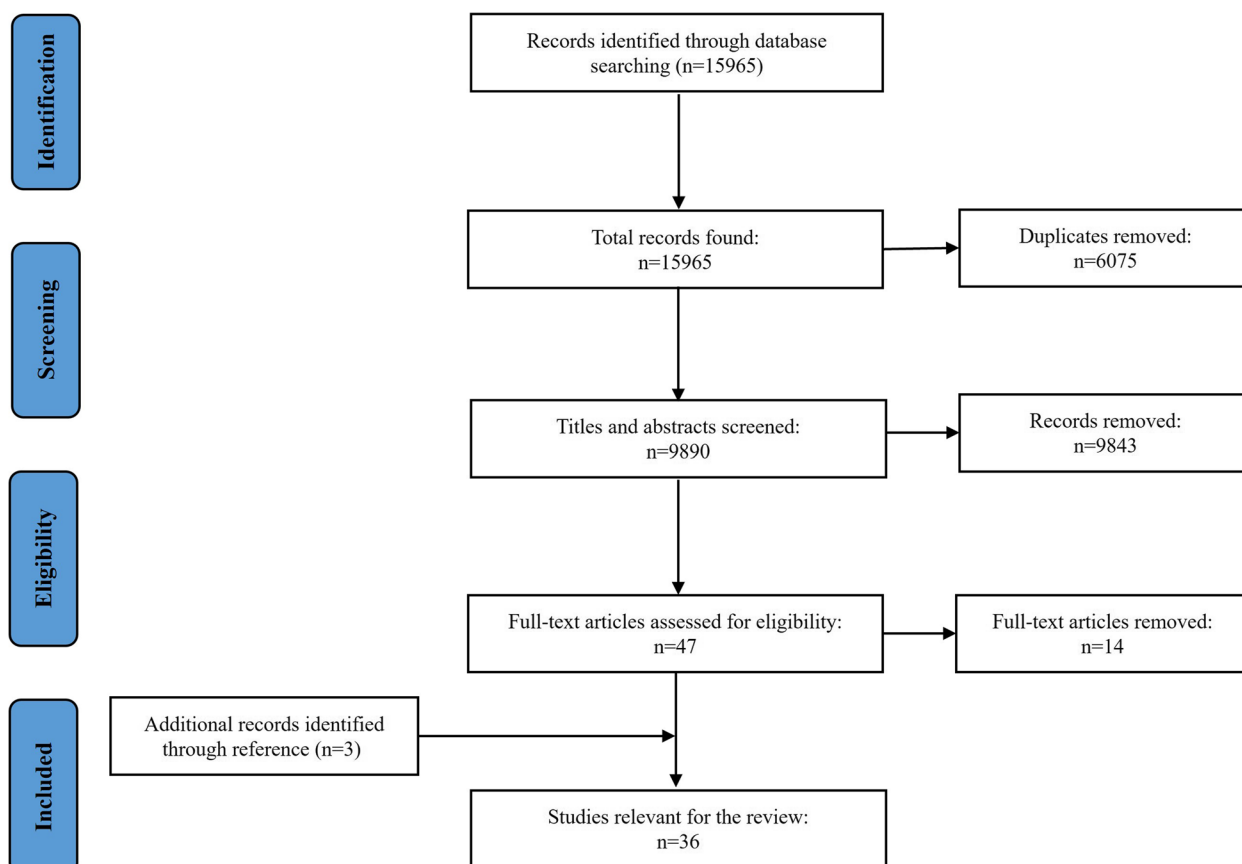 Identification
Records identified through database
searching (n=15965)
Total records found:
n=15965
Duplicates removed:
n=6075
Screening
Titles and abstracts screened:
n=9890
Records removed:
n=9843
Eligibility
Full-text articles assessed for eligibility:
n=47
Full-text articles removed:
n=14
Included
Additional records identified
through reference (n=3)
Studies relevant for the review:
n=36